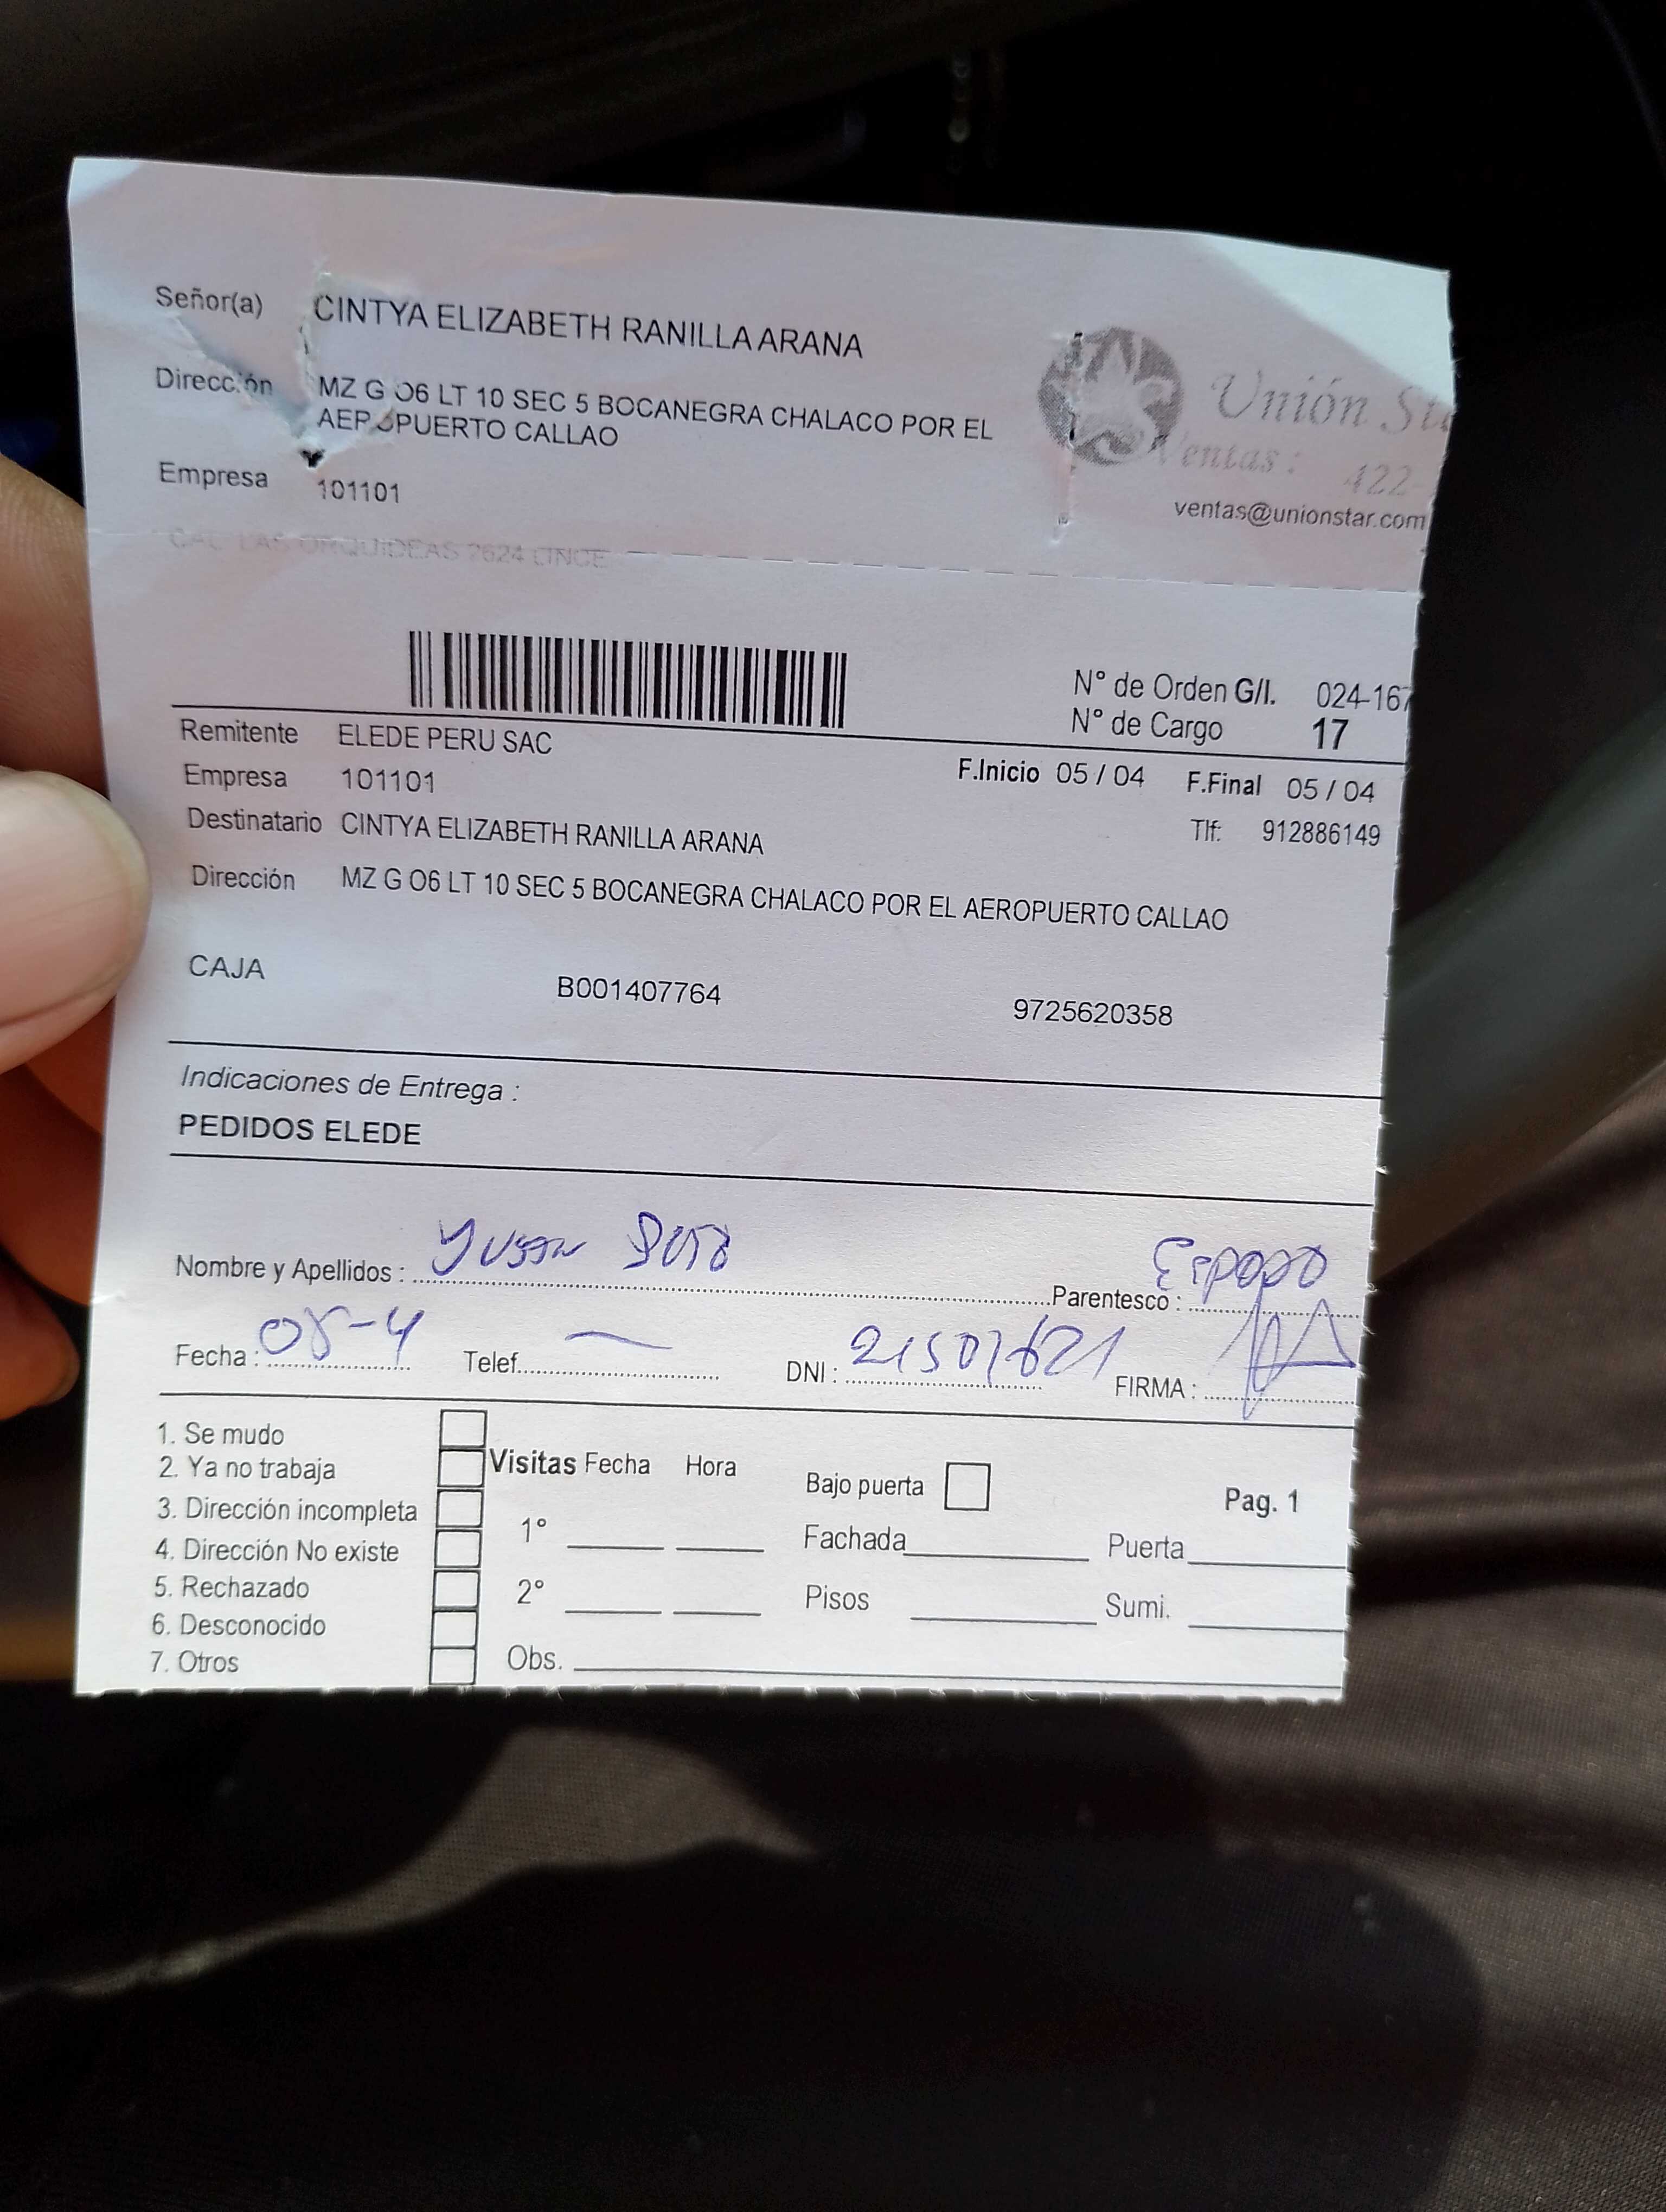 Señor(a) CINTYA ELIZABETH RANILLA ARANA
Dirección MZ G O6 LT 10 SEC 5 BOCANEGRA CHALACO POR EL
AEROPUERTO CALLAO
Empresa 101101
Unión
Ventas: 422-
ventas@unionstar.com
LAS ORQUIDEAS 2624 LINCE
N° de Orden G/I. 024-167
N° de Cargo 17
Remitente ELEDE PERU SAC
Empresa 101101
F.Inicio 05 / 04 F.Final 05 / 04
Destinatario CINTYA ELIZABETH RANILLA ARANA
Tlf: 912886149
Dirección MZ G O6 LT 10 SEC 5 BOCANEGRA CHALACO POR EL AEROPUERTO CALLAO
CAJA B001407764 9725620358
Indicaciones de Entrega :
PEDIDOS ELEDE
Nombre y Apellidos : Parentesco : Esposo
Fecha : 05-4 Telef. DNI : FIRMA :
1. Se mudo
2. Ya no trabaja
3. Dirección incompleta
4. Dirección No existe
5. Rechazado
6. Desconocido
7. Otros
Visitas Fecha Hora
1°
2°
Obs.
Bajo puerta
Fachada
Pisos
Pag. 1
Puerta
Sumi.